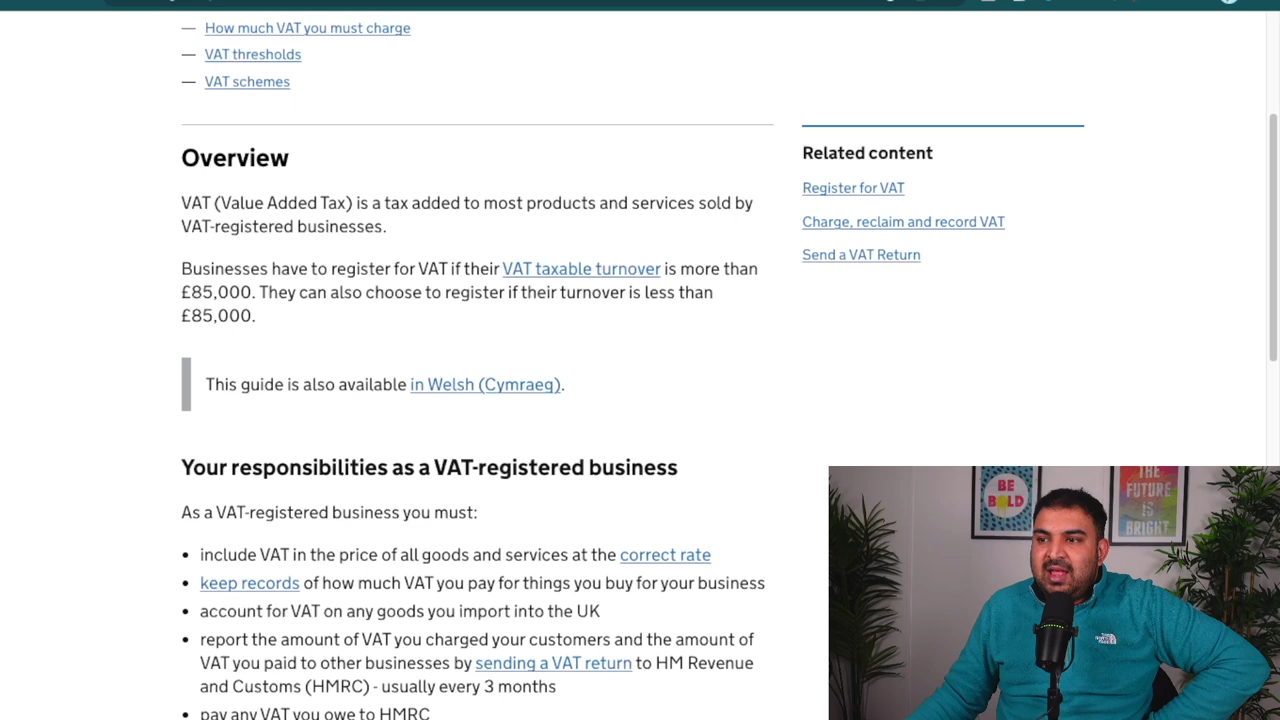 — How much VAT you must charge
— VAT thresholds
— VAT schemes
Overview
VAT (Value Added Tax) is a tax added to most products and services sold by
VAT-registered businesses.
Businesses have to register for VAT if their VAT taxable turnover is more than
£85,000. They can also choose to register if their turnover is less than
£85,000.
This guide is also available in Welsh (Cymraeg).
Your responsibilities as a VAT-registered business
As a VAT-registered business you must:
• include VAT in the price of all goods and services at the correct rate
• keep records of how much VAT you pay for things you buy for your business
• account for VAT on any goods you import into the UK
• report the amount of VAT you charged your customers and the amount of
VAT you paid to other businesses by sending a VAT return to HM Revenue
and Customs (HMRC) - usually every 3 months
• pay any VAT you owe to HMRC
Related content
Register for VAT
Charge, reclaim and record VAT
Send a VAT Return
BE
BOLD
THE
FUTURE
IS
BRIGHT
THE
NORTH
FACE